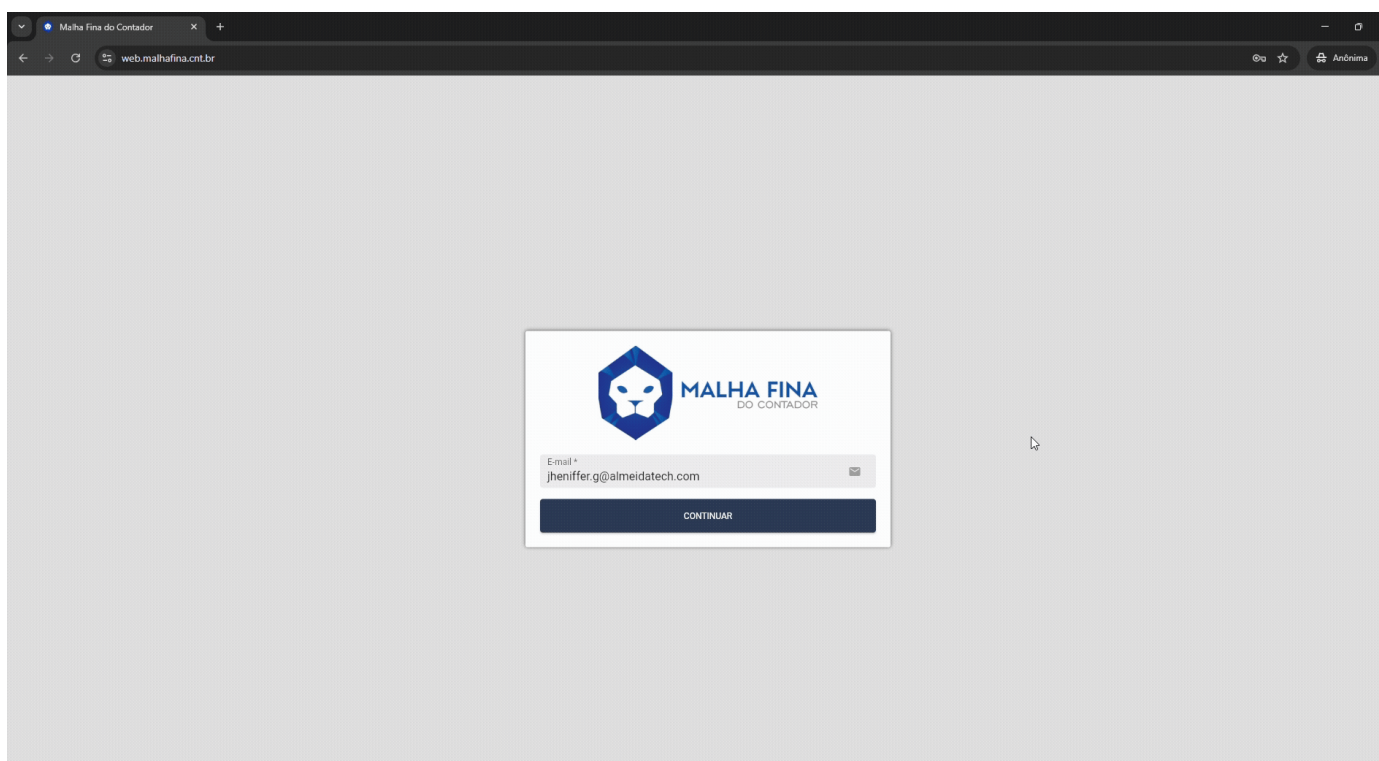 Malha Fina do Contador
web.malhafina.cnt.br
Anônima
MALHA FINA
DO CONTADOR
E-mail *
jheniffer.g@almeidatech.com
CONTINUAR